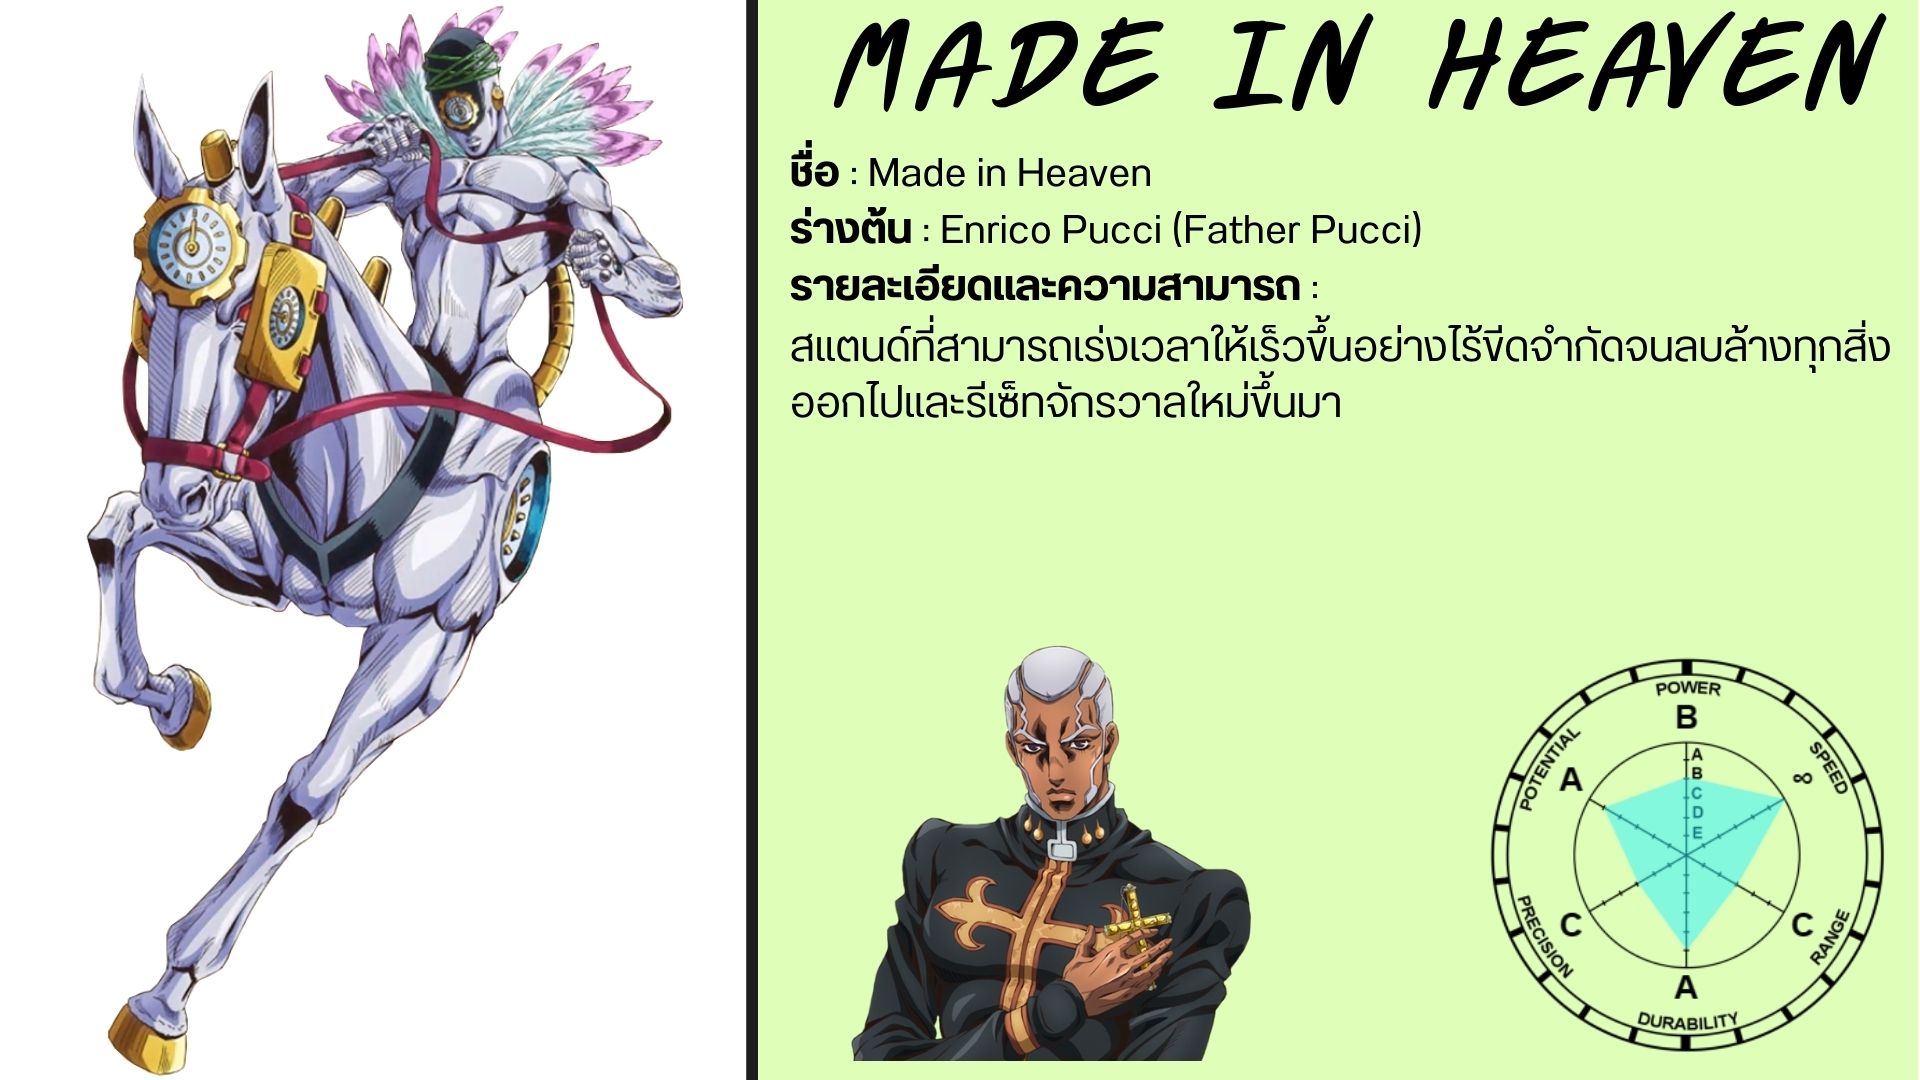 MADE IN HEAVEN
ชื่อ : Made in Heaven
ร่างต้น : Enrico Pucci (Father Pucci)
รายละเอียดและความสามารถ :
สแตนด์ที่สามารถเร่งเวลาให้เร็วขึ้นอย่างไร้ขีดจำกัดจนลบล้างทุกสิ่ง
ออกไปและรีเซ็ทจักรวาลใหม่ขึ้นมา
POWER
B
POTENTIAL
A
SPEED
∞
A
B
C
D
E
PRECISION
C
RANGE
C
A
DURABILITY